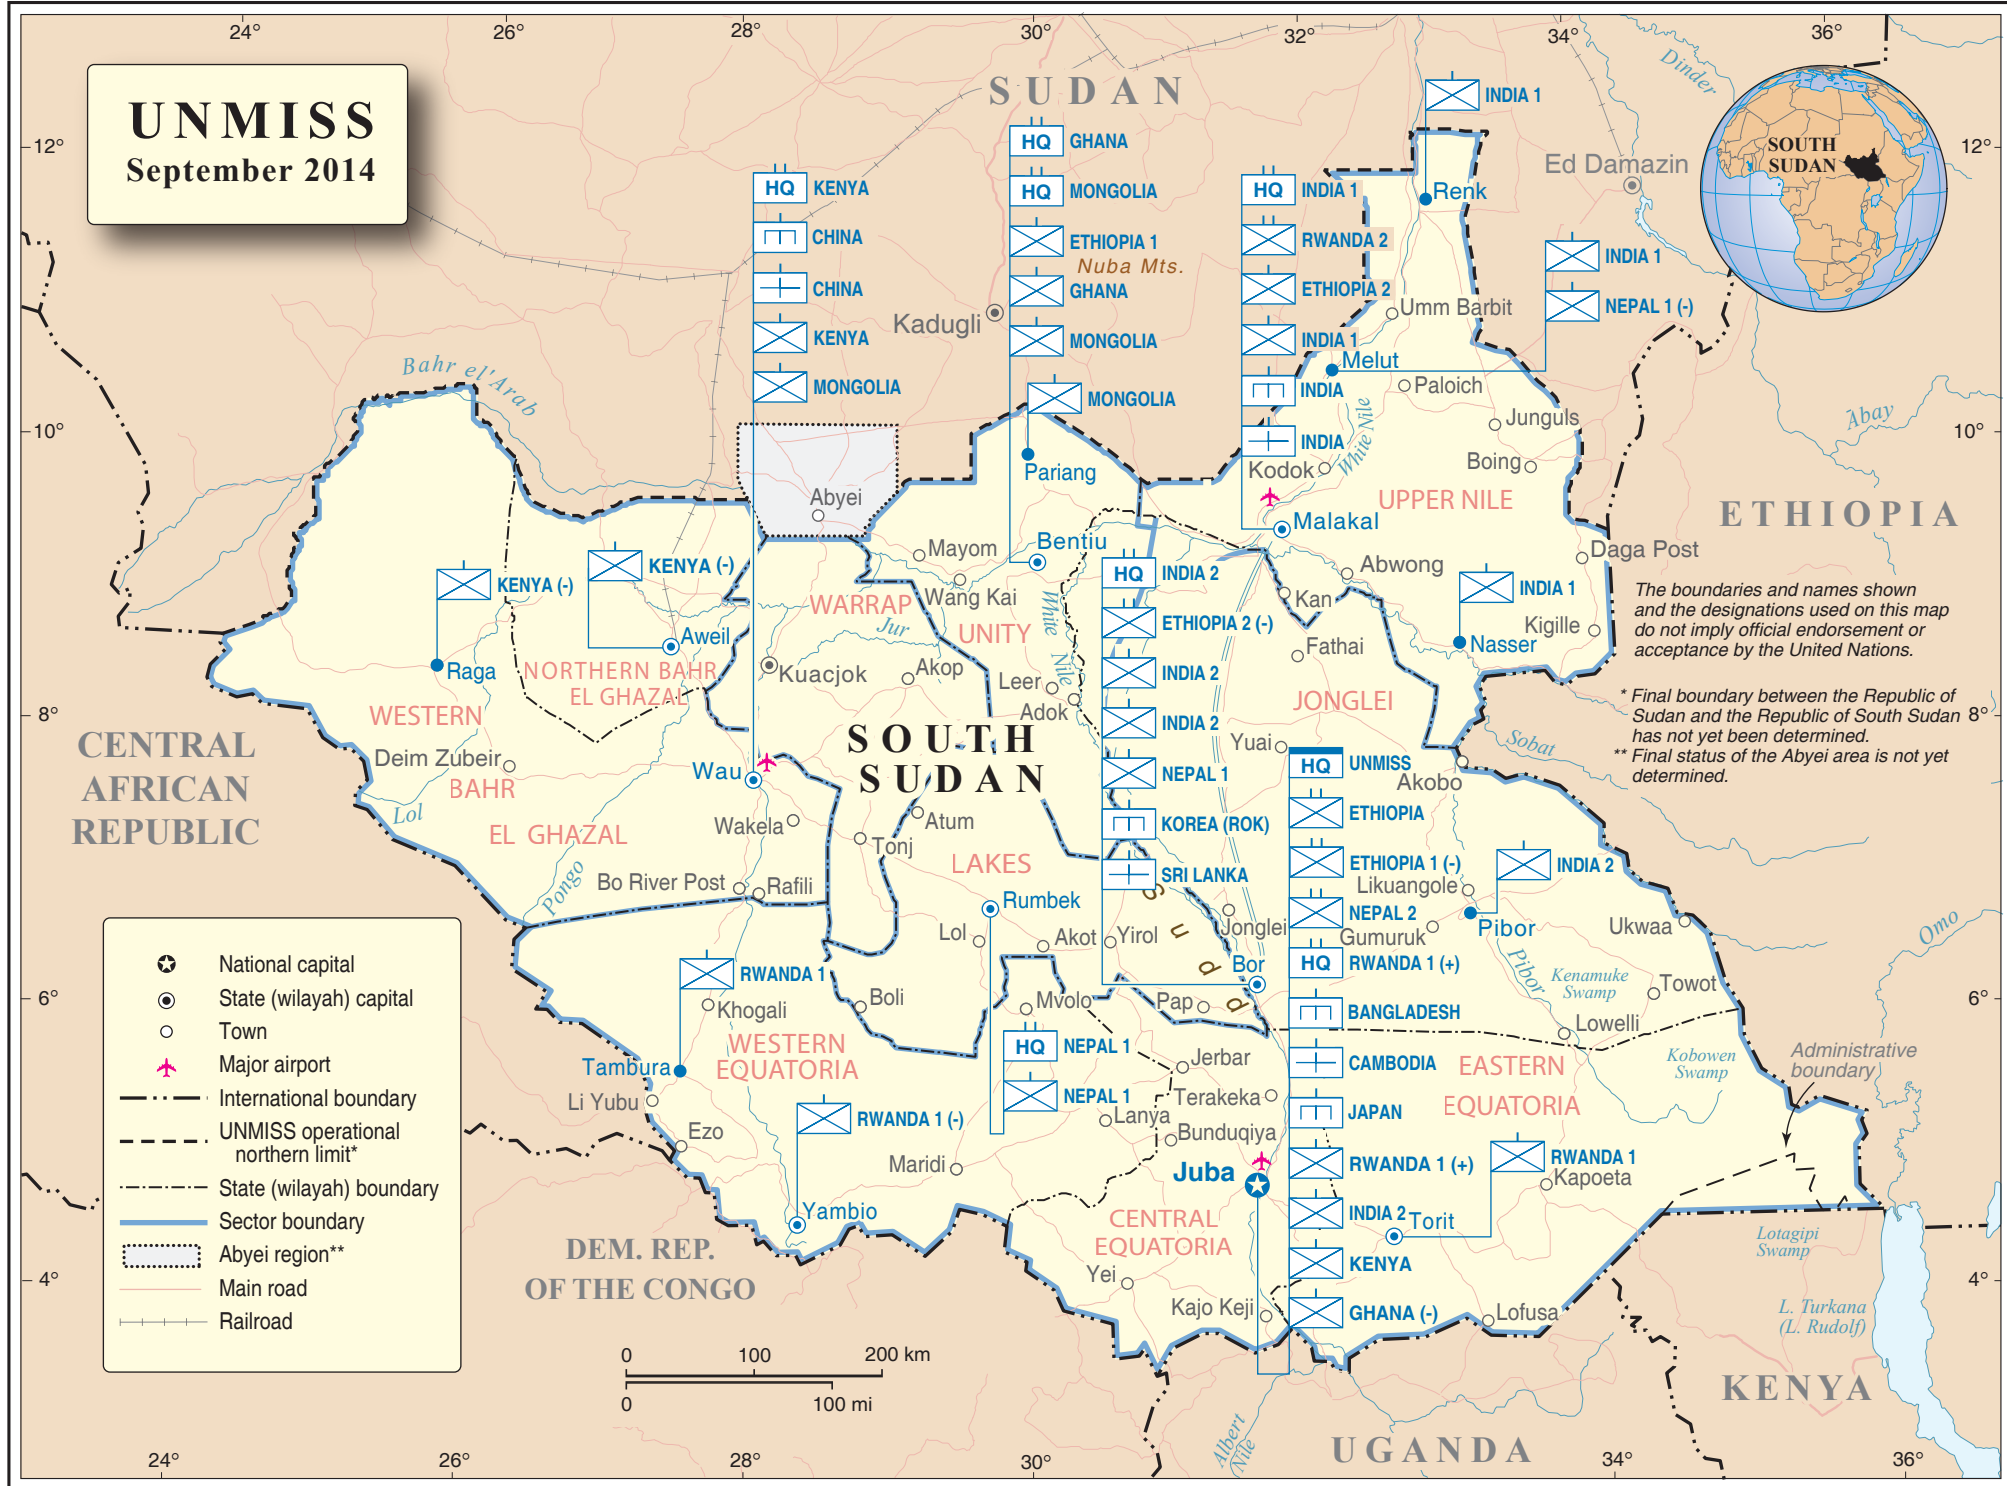 24°
26°
28°
30°
32°
34°
36°
UNMISS
September 2014
SUDAN
Dinder
INDIA 1
12°
12°
HQ GHANA
HQ KENYA
HQ MONGOLIA
HQ INDIA 1
Renk
Ed Damazin
SOUTH
SUDAN
CHINA
ETHIOPIA 1
RWANDA 2
INDIA 1
Nuba Mts.
CHINA
GHANA
ETHIOPIA 2
NEPAL 1 (-)
Kadugli
Umm Barbit
KENYA
MONGOLIA
INDIA 1
Melut
Bahr el'Arab
MONGOLIA
MONGOLIA
INDIA
Paloich
White Nile
Junguls
Abay
10°
10°
INDIA
Kodok
Boing
Pariang
Abyei
UPPER NILE
ETHIOPIA
Malakal
Mayom
Bentiu
Abwong
Daga Post
KENYA (-)
KENYA (-)
HQ INDIA 2
INDIA 1
Wang Kai
WARRAP
Kan
White Nile
The boundaries and names shown
and the designations used on this map
do not imply official endorsement or
acceptance by the United Nations.
Jur
UNITY
ETHIOPIA 2 (-)
Kigille
Aweil
Fathai
Nasser
Raga
NORTHERN BAHR
EL GHAZAL
Kuacjok
Akop
Leer
INDIA 2
Adok
JONGLEI
* Final boundary between the Republic of
Sudan and the Republic of South Sudan
has not yet been determined.
** Final status of the Abyei area is not yet
determined.
8°
8°
WESTERN
BAHR
EL GHAZAL
INDIA 2
Sobat
CENTRAL
AFRICAN
REPUBLIC
SOUTH
SUDAN
Yuai
Deim Zubeir
Wau
NEPAL 1
HQ UNMISS
Akobo
Lol
Wakela
Atum
KOREA (ROK)
ETHIOPIA
Tonj
LAKES
ETHIOPIA 1 (-)
INDIA 2
Pongo
Bo River Post
Rafili
SRI LANKA
Likuangole
Rumbek
Sudd
Jonglei
NEPAL 2
Gumuruk
Pibor
Ukwaa
Omo
Lol
Akot
Yirol
National capital
RWANDA 1
Bor
HQ RWANDA 1 (+)
Pibor
Kenamuke
Swamp
Towot
6°
6°
State (wilayah) capital
Khogali
Boli
Mvolo
Pap
BANGLADESH
Lowelli
Town
WESTERN
EQUATORIA
HQ NEPAL 1
Jerbar
CAMBODIA
EASTERN
EQUATORIA
Kobowen
Swamp
Administrative
boundary
Major airport
Tambura
Terakeka
International boundary
Li Yubu
NEPAL 1
Lanya
JAPAN
UNMISS operational
northern limit*
Ezo
RWANDA 1 (-)
Bunduqiya
Maridi
Juba
RWANDA 1 (+)
RWANDA 1
Kapoeta
State (wilayah) boundary
Yambio
CENTRAL
EQUATORIA
INDIA 2
Torit
Sector boundary
DEM. REP.
OF THE CONGO
Lotagipi
Swamp
Abyei region**
Yei
KENYA
4°
4°
Main road
Kajo Keji
GHANA (-)
Lofusa
L. Turkana
(L. Rudolf)
Railroad
0 100 200 km
0 100 mi
KENYA
Albert
Nile
UGANDA
24°
26°
28°
30°
34°
36°